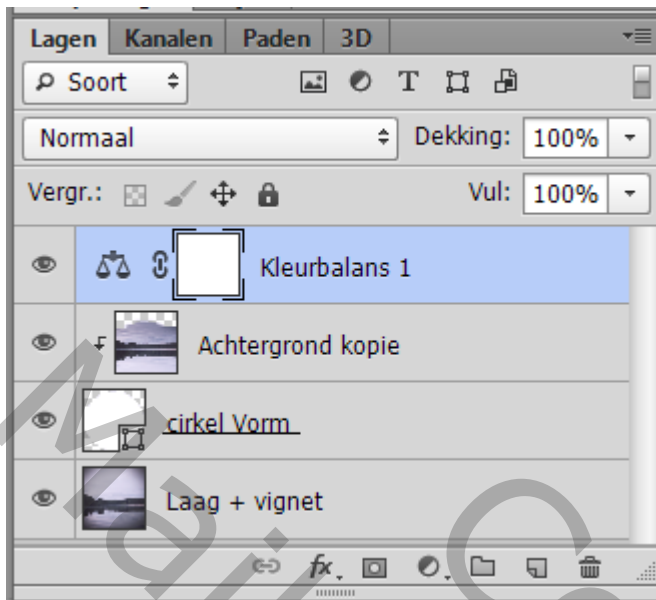 Lagen Kanalen Paden 3D
Soort T
Normaal Dekking: 100%
Vergr.: Vul: 100%
Kleurbalans 1
Achtergrond kopie
cirkel Vorm
Laag + vignet
fx